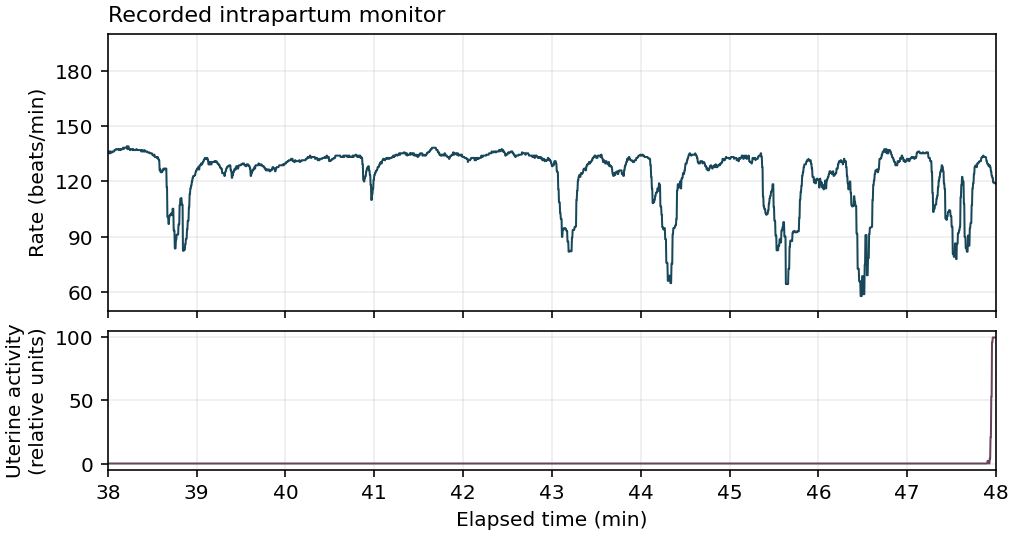 Recorded intrapartum monitor
Rate (beats/min)
180
150
120
90
60
Uterine activity
(relative units)
100
50
0
38 39 40 41 42 43 44 45 46 47 48
Elapsed time (min)